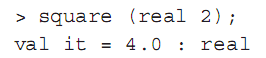 > square (real 2);
val it = 4.0 : real